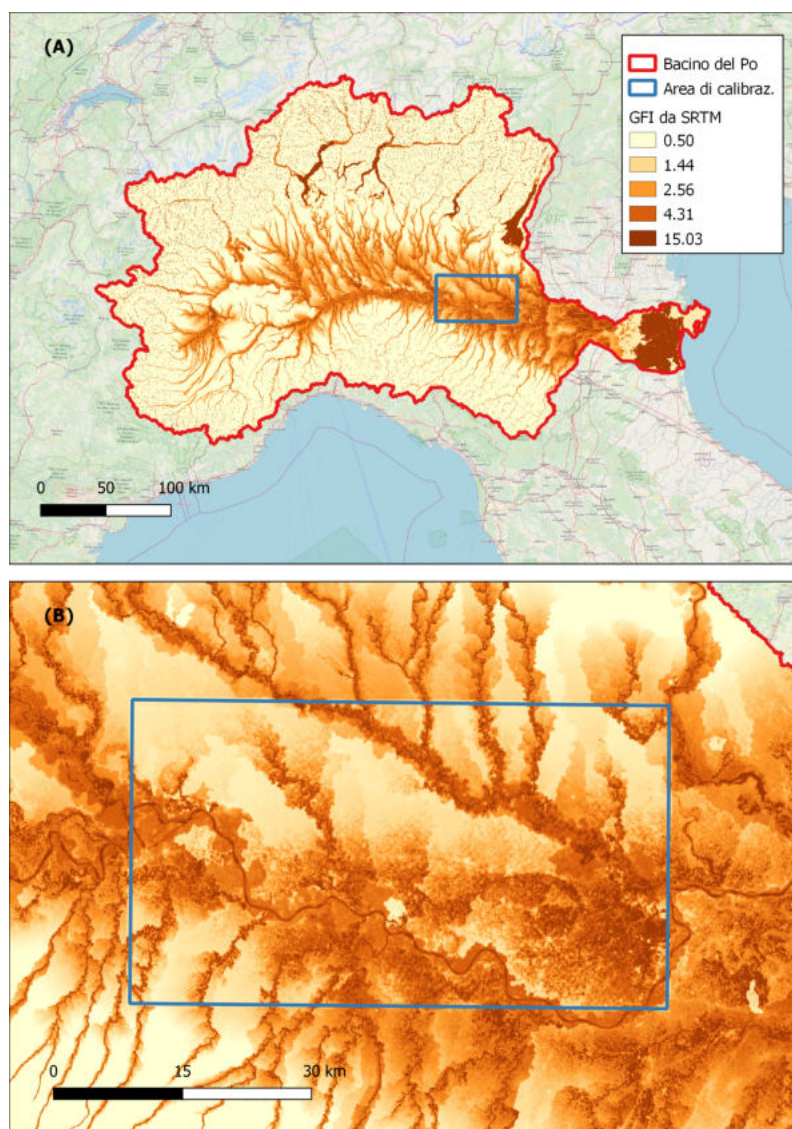 (A)
Bacino del Po
Area di calibraz.
GFI da SRTM
0.50
1.44
2.56
4.31
15.03
0 50 100 km
(B)
0 15 30 km